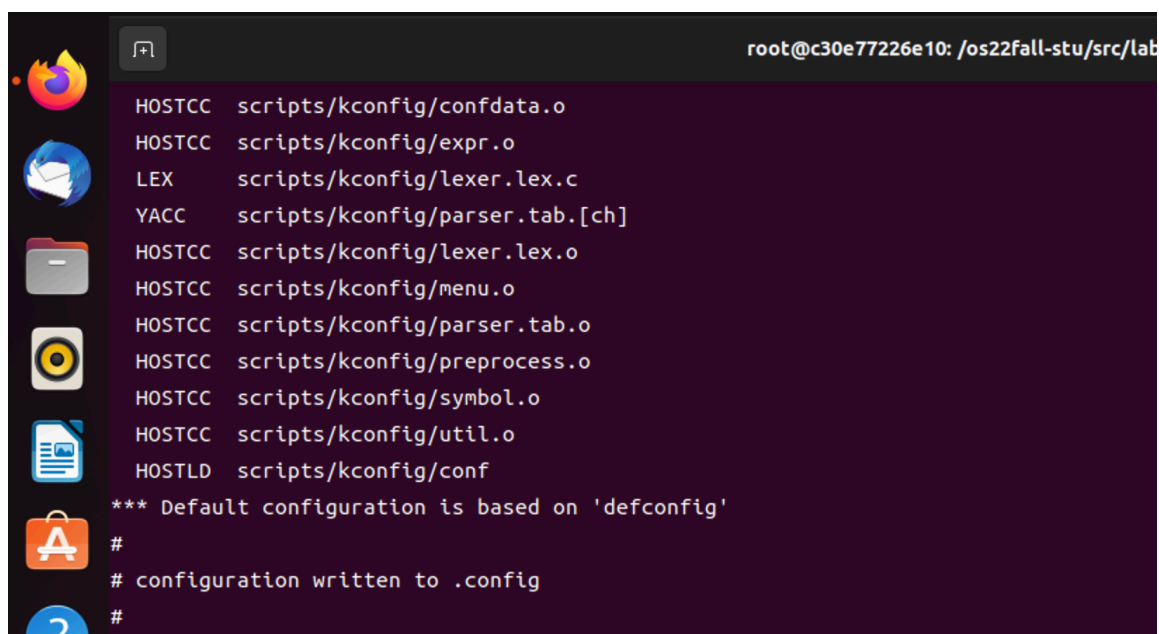 root@c30e77226e10: /os22fall-stu/src/lab
HOSTCC scripts/kconfig/confdata.o
HOSTCC scripts/kconfig/expr.o
LEX scripts/kconfig/lexer.lex.c
YACC scripts/kconfig/parser.tab.[ch]
HOSTCC scripts/kconfig/lexer.lex.o
HOSTCC scripts/kconfig/menu.o
HOSTCC scripts/kconfig/parser.tab.o
HOSTCC scripts/kconfig/preprocess.o
HOSTCC scripts/kconfig/symbol.o
HOSTCC scripts/kconfig/util.o
HOSTLD scripts/kconfig/conf
*** Default configuration is based on 'defconfig'
#
# configuration written to .config
#